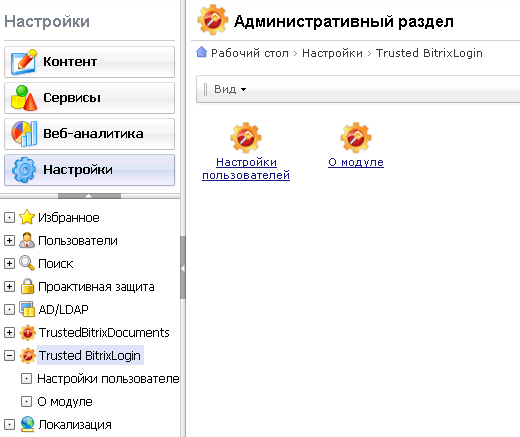 Настройки
Контент
Сервисы
Веб-аналитика
Настройки
Избранное
Пользователи
Поиск
Проактивная защита
AD/LDAP
TrustedBitrixDocuments
Trusted BitrixLogin
Настройки пользователе
О модуле
Локализация
Административный раздел
Рабочий стол › Настройки › Trusted BitrixLogin
Вид
Настройки
пользователей
О модуле